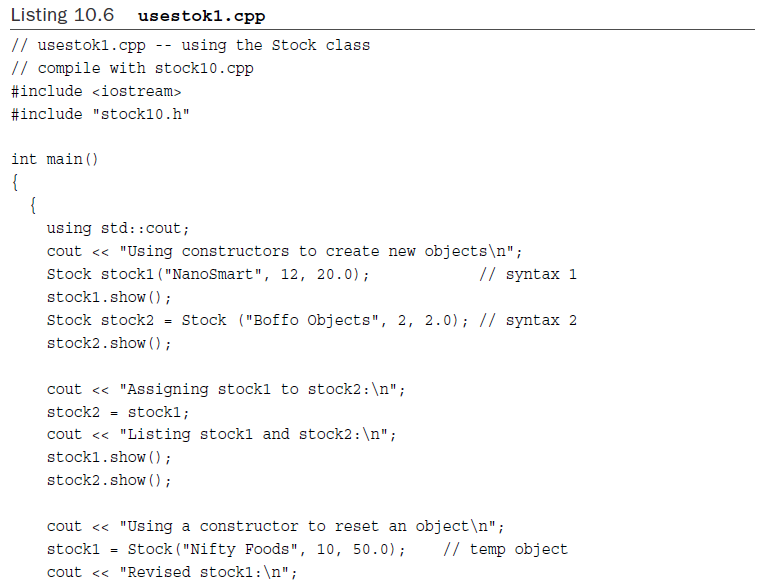 Listing 10.6 usestok1.cpp
// usestok1.cpp -- using the Stock class
// compile with stock10.cpp
#include <iostream>
#include "stock10.h"
int main()
{
{
using std::cout;
cout << "Using constructors to create new objects\n";
Stock stock1("NanoSmart", 12, 20.0); // syntax 1
stock1.show();
Stock stock2 = Stock ("Boffo Objects", 2, 2.0); // syntax 2
stock2.show();
cout << "Assigning stock1 to stock2:\n";
stock2 = stock1;
cout << "Listing stock1 and stock2:\n";
stock1.show();
stock2.show();
cout << "Using a constructor to reset an object\n";
stock1 = Stock("Nifty Foods", 10, 50.0); // temp object
cout << "Revised stock1:\n";